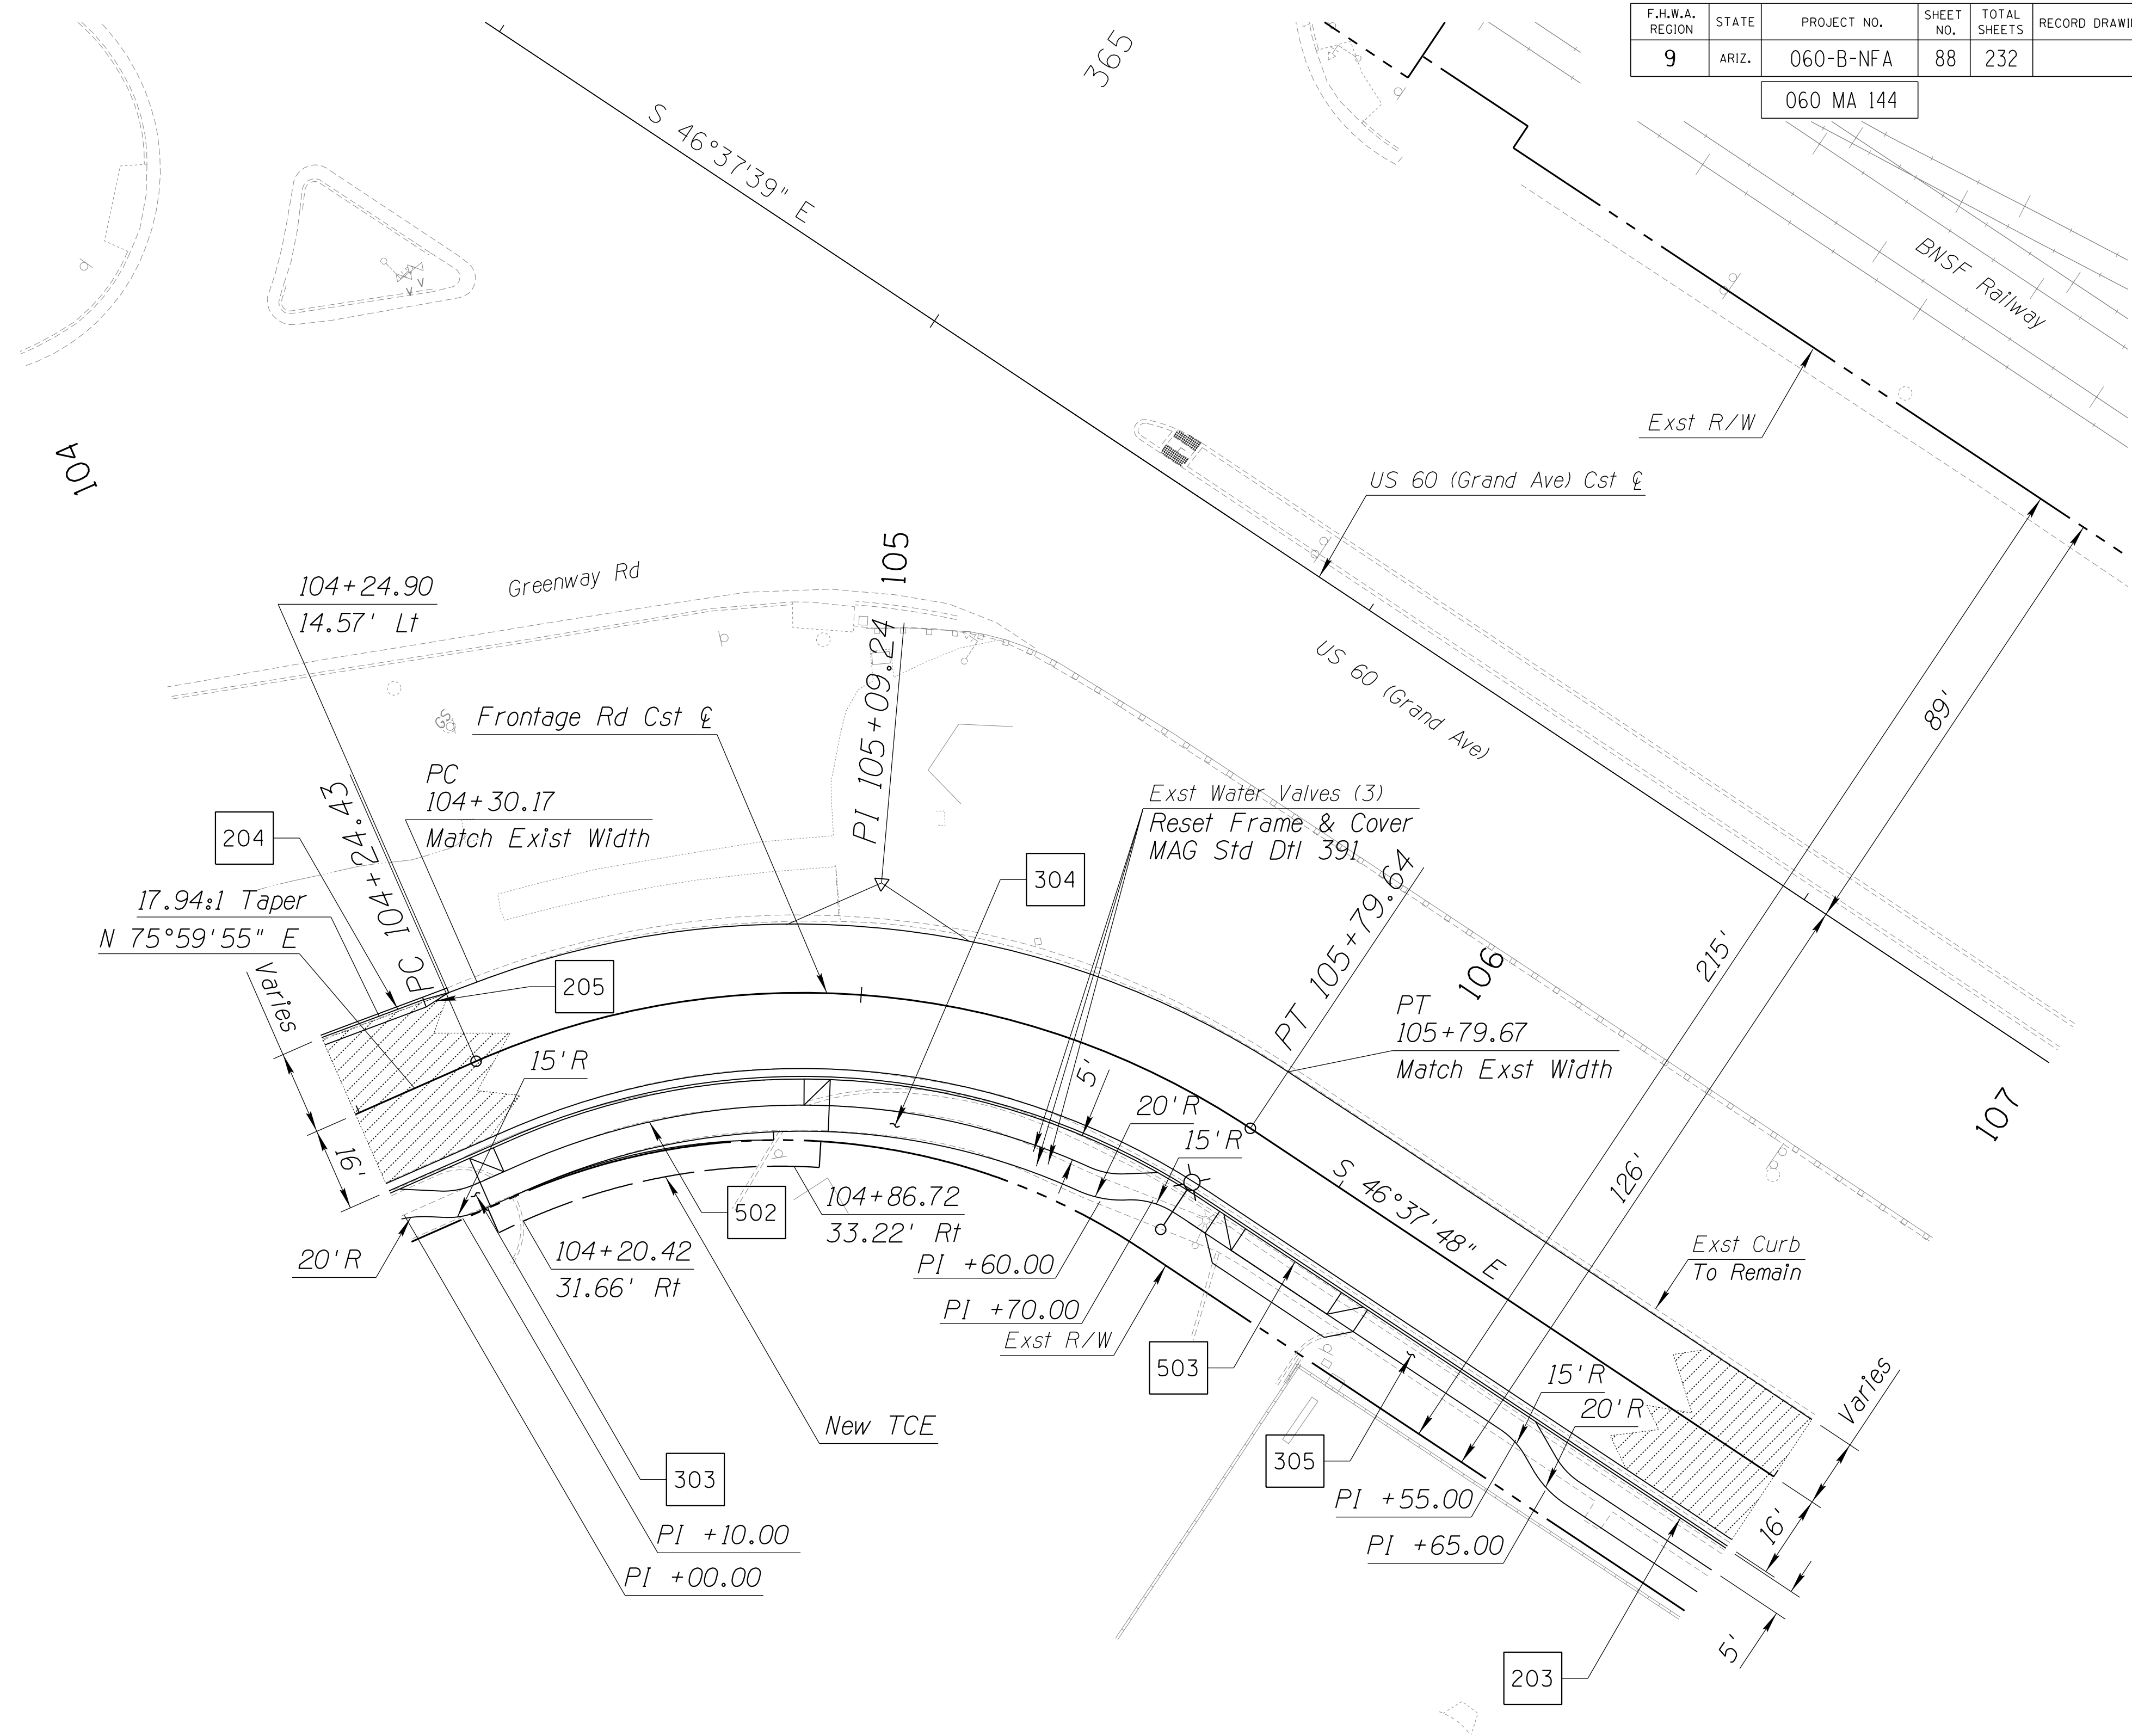 F.H.W.A. REGION
STATE
PROJECT NO.
SHEET NO.
TOTAL SHEETS
9
ARIZ.
060-B-NFA
88
232
060 MA 144
365
S 46°37'39" E
BNSF Railway
Exst R/W
104
US 60 (Grand Ave) Cst ℄
105
104+24.90
14.57' Lt
Greenway Rd
US 60 (Grand Ave)
89'
PI 105+09.24
GS
Frontage Rd Cst ℄
PC
104+30.17
Match Exist Width
PC 104+24.43
204
Exst Water Valves (3)
Reset Frame & Cover
MAG Std Dtl 391
304
17.94:1 Taper
N 75°59'55" E
Varies
205
PT 105+79.64
106
215'
PT
105+79.67
Match Exst Width
15'R
5'
20'R
15'R
107
16'
126'
S 46°37'48" E
502
104+86.72
33.22' Rt
104+20.42
31.66' Rt
20'R
PI +60.00
PI +70.00
Exst R/W
Exst Curb
To Remain
503
15'R
20'R
Varies
New TCE
303
305
PI +55.00
PI +65.00
16'
PI +10.00
PI +00.00
5'
203